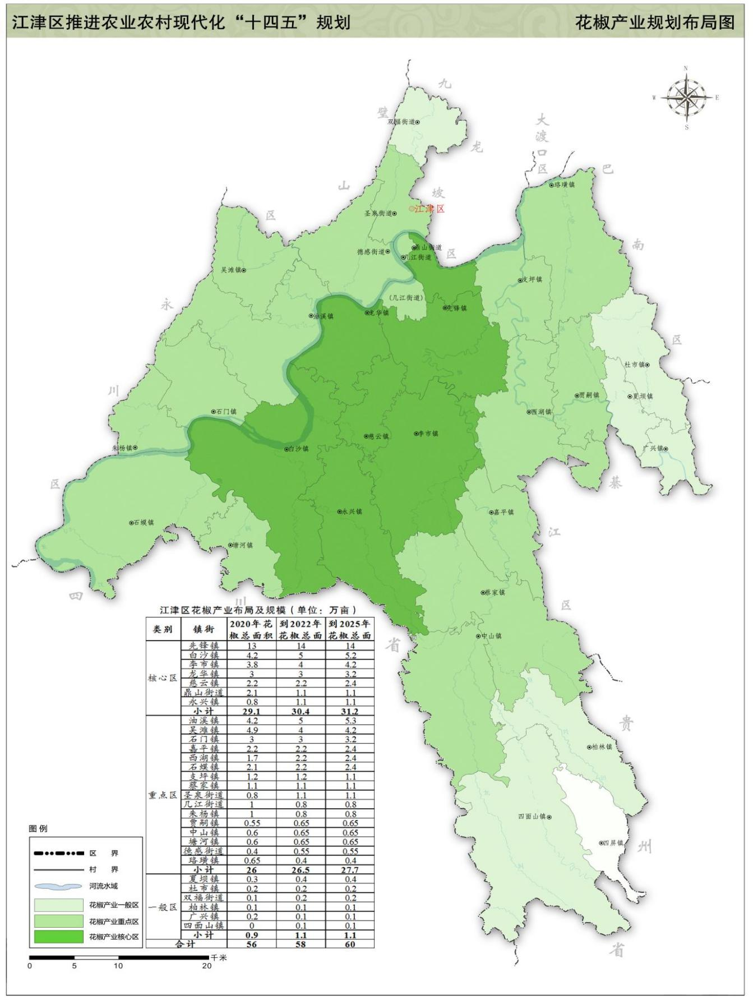 江津区推进农业农村现代化“十四五”规划
花椒产业规划布局图
N
W
E
S
九
龙
坡
区
璧
山
区
大
渡
口
区
巴
南
区
永
川
区
綦
江
区
四
川
省
贵
州
省
双福街道
珞璜镇
圣泉街道
江津区
鼎山街道
德感街道
几江街道
吴滩镇
支坪镇
(几江街道)
先锋镇
龙华镇
油溪镇
杜市镇
贾嗣镇
夏坝镇
石门镇
西湖镇
慈云镇
李市镇
朱杨镇
白沙镇
广兴镇
永兴镇
嘉平镇
石蟆镇
塘河镇
蔡家镇
中山镇
柏林镇
四面山镇
四屏镇
江津区花椒产业布局及规模（单位：万亩）
类别 镇街 2020年花 到2022年 到2025年
椒总面积 花椒总面 花椒总面
核心区
先锋镇 13 14 14
白沙镇 4.2 5 5.2
李市镇 3.8 4 4.2
龙华镇 3 3 3.2
慈云镇 2.2 2.2 2.4
鼎山街道 2.1 1.1 1.1
永兴镇 0.8 1.1 1.1
小计 29.1 30.4 31.2
重点区
油溪镇 4.2 5 5.3
吴滩镇 4.9 4 4.2
石门镇 3 3 3.2
嘉平镇 2.2 2.2 2.4
西湖镇 1.7 2.2 2.4
石蟆镇 2.1 2.2 2.4
支坪镇 1.2 1.2 1.1
蔡家镇 1.1 1.1 1.1
圣泉街道 0.8 1.1 1.1
几江街道 1 0.8 0.8
朱杨镇 1 0.8 0.8
贾嗣镇 0.55 0.65 0.65
中山镇 0.6 0.65 0.65
塘河镇 0.6 0.65 0.65
德感街道 0.4 0.55 0.55
珞璜镇 0.65 0.4 0.4
小计 26 26.5 27.7
一般区
夏坝镇 0.3 0.4 0.4
杜市镇 0.2 0.2 0.2
双福街道 0.1 0.2 0.2
柏林镇 0.1 0.1 0.1
广兴镇 0.2 0.1 0.1
四面山镇 0 0.1 0.1
小计 0.9 1.1 1.1
合计 56 58 60
图例
区 界
村 界
河流水域
花椒产业一般区
花椒产业重点区
花椒产业核心区
千米
0 5 10 20